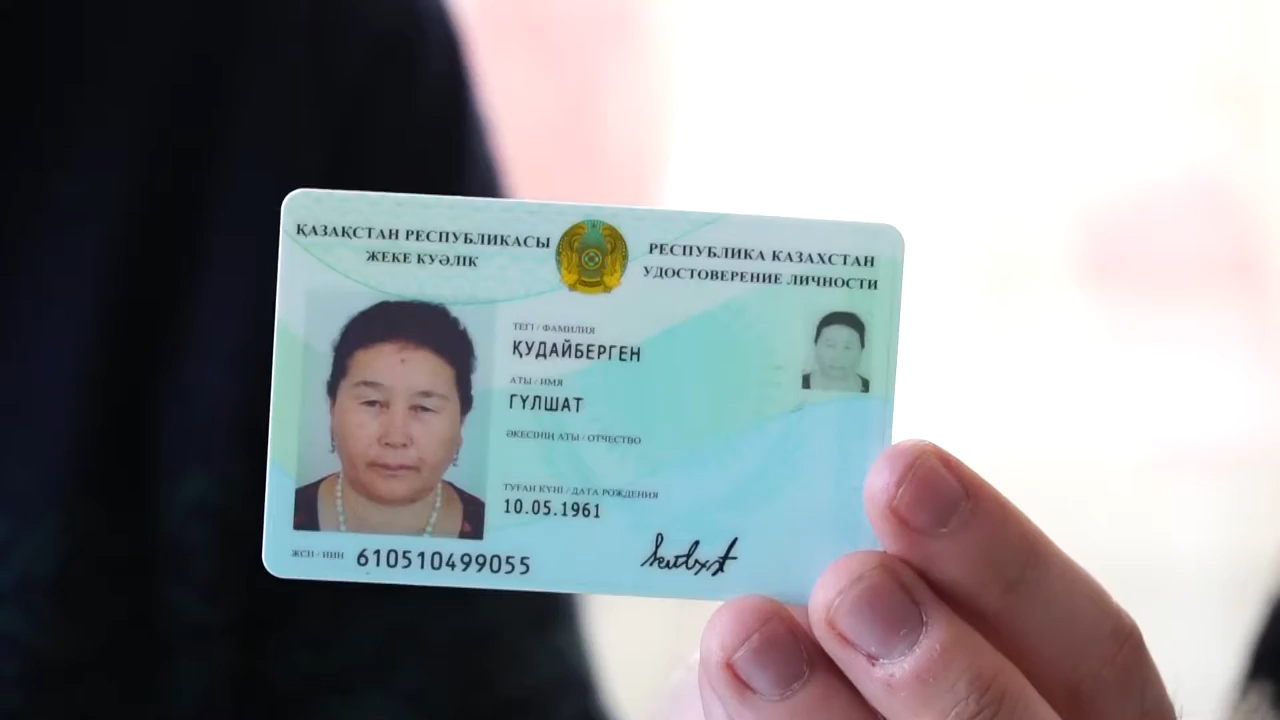 ҚАЗАҚСТАН РЕСПУБЛИКАСЫ
ЖЕКЕ КУӘЛІК
РЕСПУБЛИКА КАЗАХСТАН
УДОСТОВЕРЕНИЕ ЛИЧНОСТИ
ТЕГІ / ФАМИЛИЯ
ҚУДАЙБЕРГЕН
АТЫ / ИМЯ
ГҮЛШАТ
ӘКЕСІНІҢ АТЫ / ОТЧЕСТВО
ТУҒАН КҮНІ / ДАТА РОЖДЕНИЯ
10.05.1961
ЖСН / ИИН 610510499055